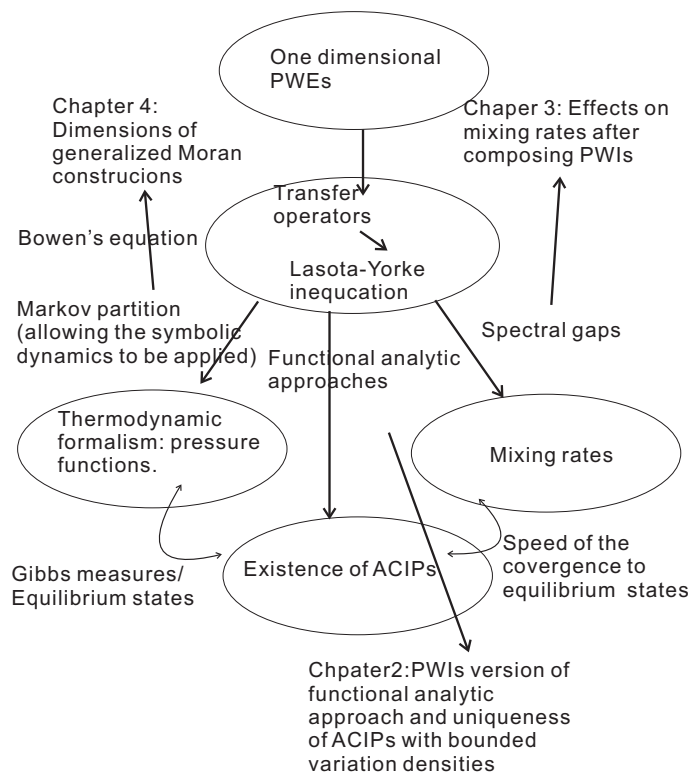 One dimensional
PWEs
Chapter 4:
Dimensions of
generalized Moran
construcions
Chaper 3: Effects on
mixing rates after
composing PWIs
Transfer
operators
Bowen's equation
Lasota-Yorke
inequcation
Markov partition
(allowing the symbolic
dynamics to be applied)
Spectral gaps
Functional analytic
approaches
Thermodynamic
formalism: pressure
functions.
Mixing rates
Existence of ACIPs
Gibbs measures/
Equilibrium states
Speed of the
covergence to
equilibrium states
Chpater2:PWIs version of
functional analytic
approach and uniqueness
of ACIPs with bounded
variation densities